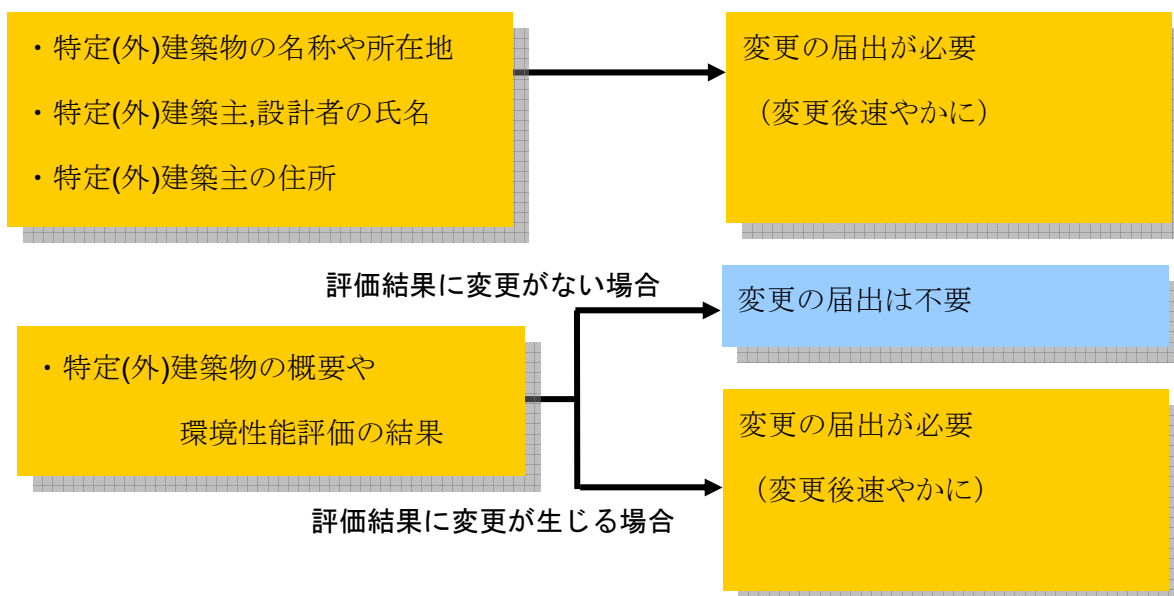 ・特定(外)建築物の名称や所在地
・特定(外)建築主,設計者の氏名
・特定(外)建築主の住所
変更の届出が必要
（変更後速やかに）
評価結果に変更がない場合
変更の届出は不要
・特定(外)建築物の概要や
環境性能評価の結果
変更の届出が必要
（変更後速やかに）
評価結果に変更が生じる場合